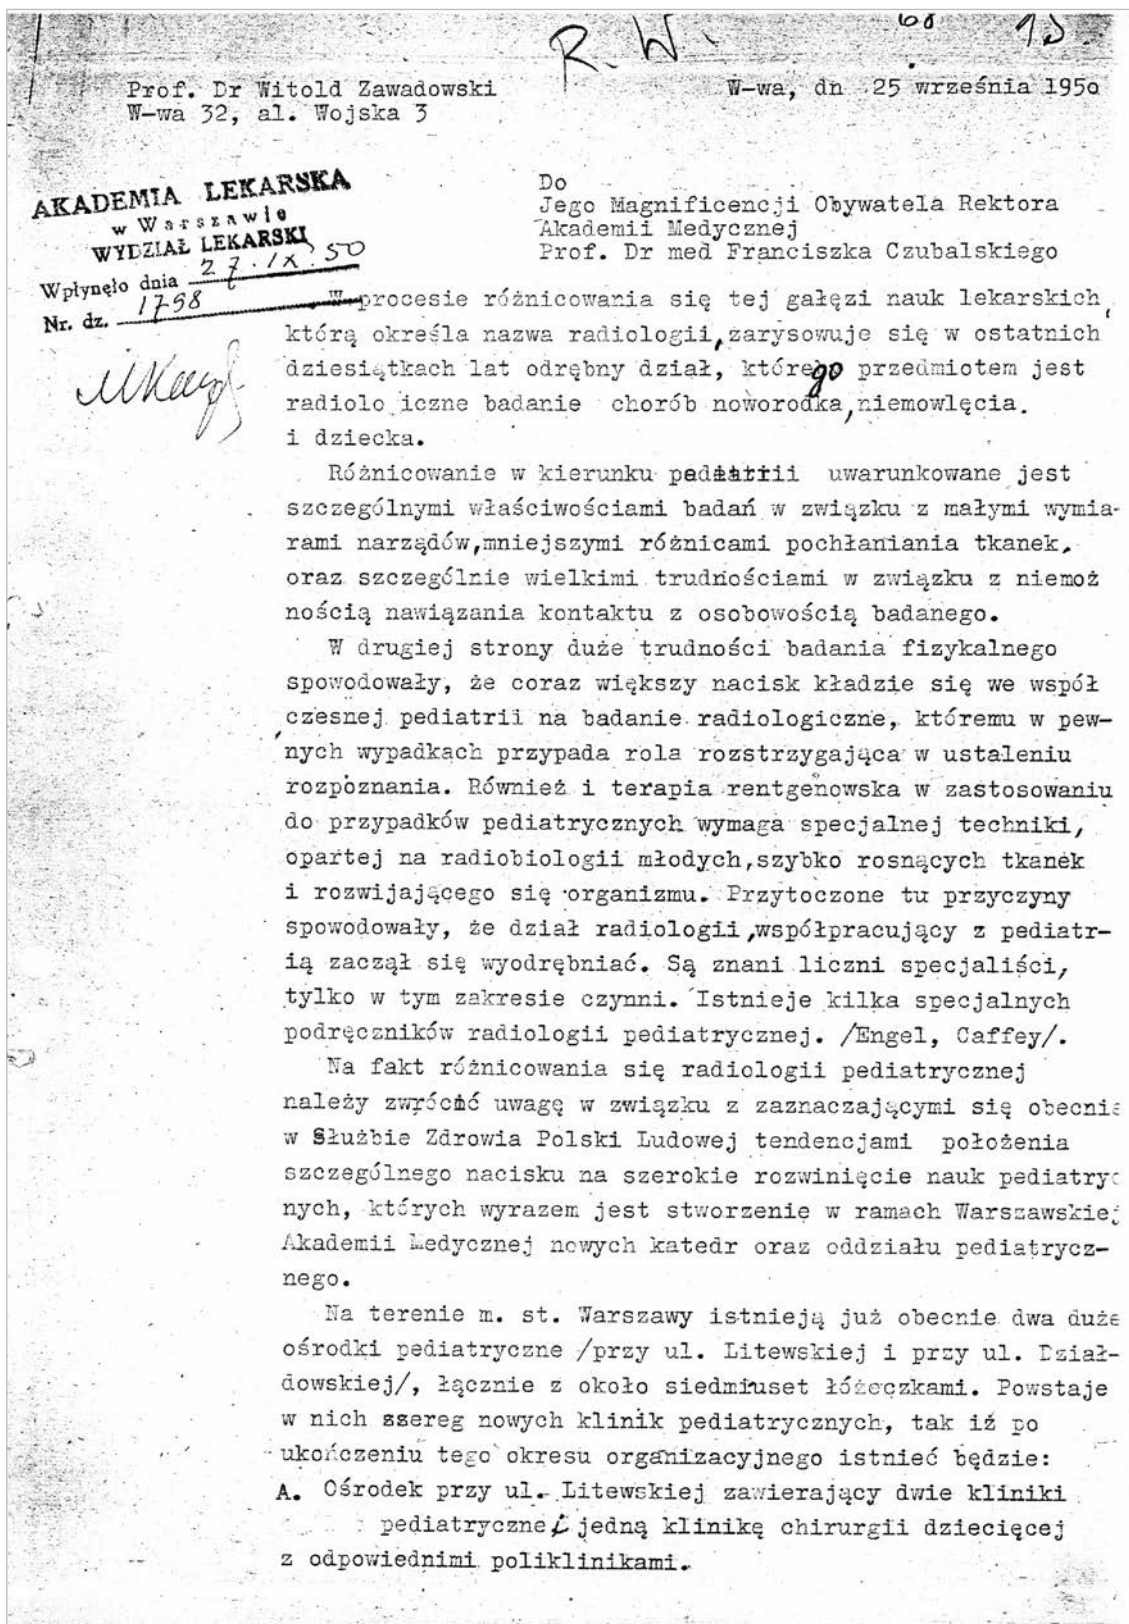 R. W.
68
Prof. Dr Witold Zawadowski
W-wa 32, al. Wojska 3
W-wa, dn 25 września 1950
AKADEMIA LEKARSKA
w Warszawie
WYDZIAŁ LEKARSKI
Wpłynęło dnia 27.IX.50
Nr. dz. 1798
Do
Jego Magnificencji Obywatela Rektora
Akademii Medycznej
Prof. Dr med Franciszka Czubalskiego
W procesie różnicowania się tej gałęzi nauk lekarskich,
którą określa nazwa radiologii, zarysowuje się w ostatnich
dziesiątkach lat odrębny dział, którego przedmiotem jest
radiolo iczne badanie chorób noworodka, niemowlęcia.
i dziecka.
Różnicowanie w kierunku pediatrii uwarunkowane jest
szczególnymi właściwościami badań w związku z małymi wymia-
rami narządów, mniejszymi różnicami pochłaniania tkanek,
oraz szczególnie wielkimi trudnościami w związku z niemoż
nością nawiązania kontaktu z osobowością badanego.
W drugiej strony duże trudności badania fizykalnego
spowodowały, że coraz większy nacisk kładzie się we współ
czesnej pediatrii na badanie radiologiczne, któremu w pew-
nych wypadkach przypada rola rozstrzygająca w ustaleniu
rozpoznania. Również i terapia rentgenowska w zastosowaniu
do przypadków pediatrycznych wymaga specjalnej techniki,
opartej na radiobiologii młodych, szybko rosnących tkanek
i rozwijającego się organizmu. Przytoczone tu przyczyny
spowodowały, że dział radiologii, współpracujący z pediatr-
ią zaczął się wyodrębniać. Są znani liczni specjaliści,
tylko w tym zakresie czynni. Istnieje kilka specjalnych
podręczników radiologii pediatrycznej. /Engel, Caffey/.
Na fakt różnicowania się radiologii pediatrycznej
należy zwrócić uwagę w związku z zaznaczającymi się obecnie
w Służbie Zdrowia Polski Ludowej tendencjami położenia
szczególnego nacisku na szerokie rozwinięcie nauk pediatryc
nych, których wyrazem jest stworzenie w ramach Warszawskiej
Akademii Medycznej nowych katedr oraz oddziału pediatrycz-
nego.
Na terenie m. st. Warszawy istnieją już obecnie dwa duże
ośrodki pediatryczne /przy ul. Litewskiej i przy ul. Dział-
dowskiej/, łącznie z około siedmiuset łóżeczkami. Powstaje
w nich szereg nowych klinik pediatrycznych, tak iż po
ukończeniu tego okresu organizacyjnego istnieć będzie:
A. Ośrodek przy ul. Litewskiej zawierający dwie kliniki
pediatryczne i jedną klinikę chirurgii dziecięcej
z odpowiednimi poliklinikami.